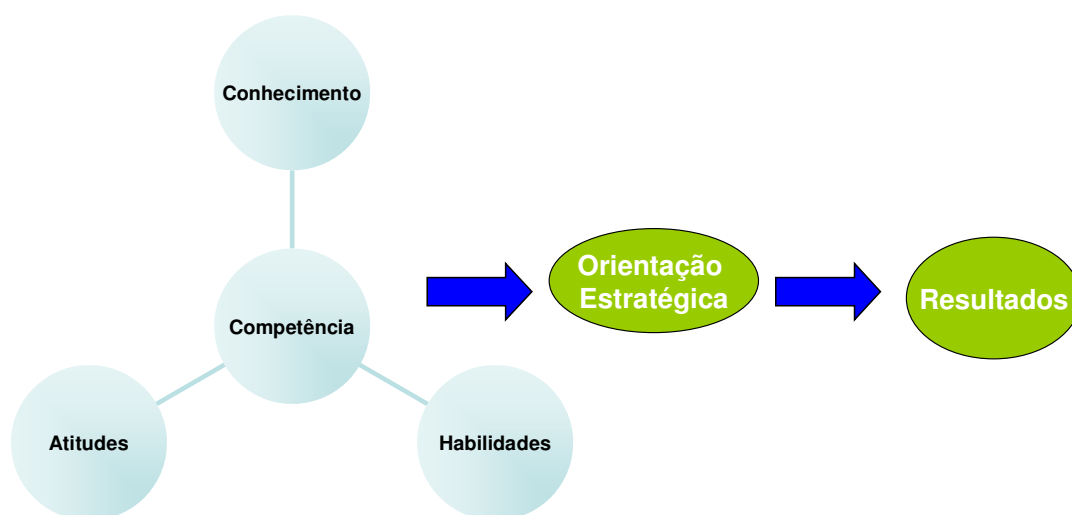 Conhecimento
Competência
Atitudes
Habilidades
Orientação
Estratégica
Resultados